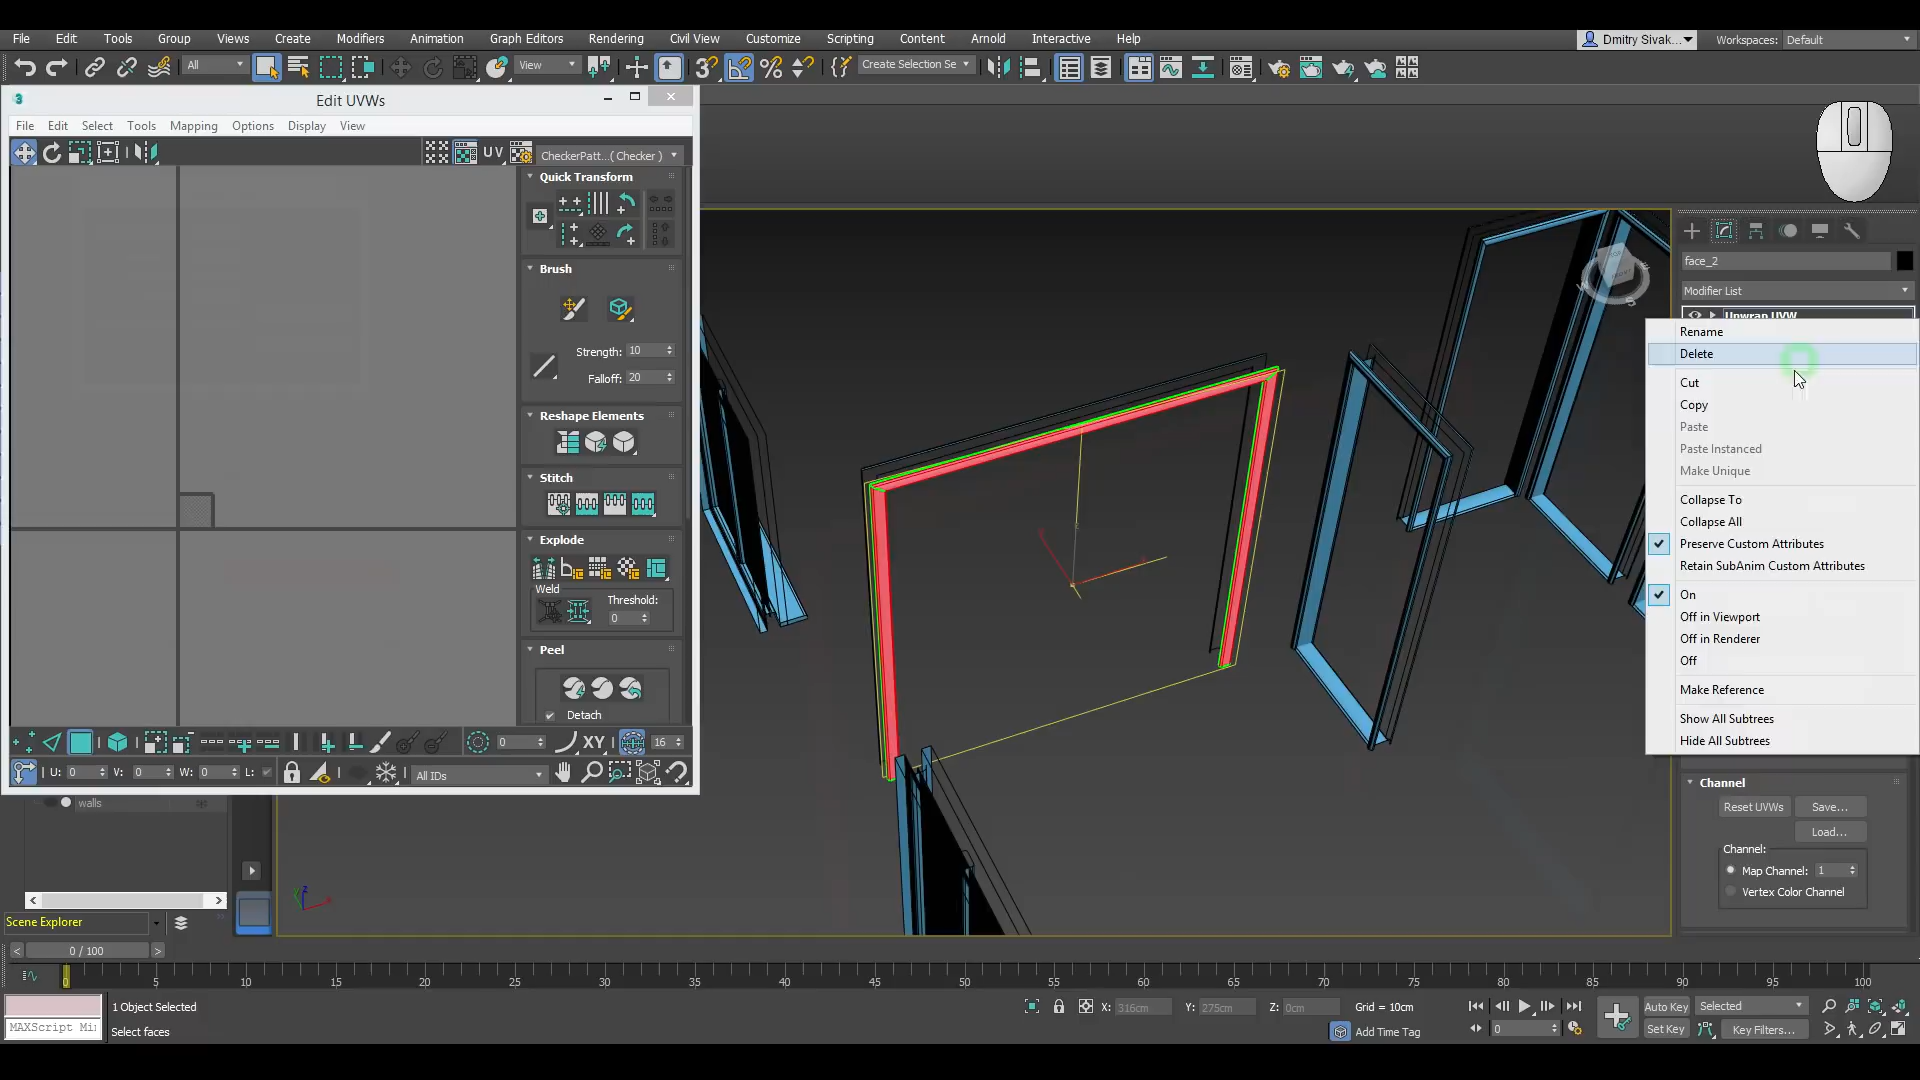 File Edit Tools Group Views Create Modifiers Animation Graph Editors Rendering Civil View Customize Scripting Content Arnold Interactive Help
Dmitry Sivak...
Workspaces: Default
All
View
Create Selection Se
3
Edit UVWs
File Edit Select Tools Mapping Options Display View
UV
CheckerPatt...( Checker )
Quick Transform
Brush
Strength: 10
Falloff: 20
Reshape Elements
Stitch
Explode
Weld
Threshold:
0
Peel
Detach
0
XY
16
U: 0
V: 0
W: 0
L:
All IDs
walls
Scene Explorer
face_2
Modifier List
Unwrap UVW
Rename
Delete
Cut
Copy
Paste
Paste Instanced
Make Unique
Collapse To
Collapse All
Preserve Custom Attributes
Retain SubAnim Custom Attributes
On
Off in Viewport
Off in Renderer
Off
Make Reference
Show All Subtrees
Hide All Subtrees
Channel
Reset UVWs
Save...
Load...
Channel:
Map Channel: 1
Vertex Color Channel
0 / 100
0 5 10 15 20 25 30 35 40 45 50 55 60 65 70 75 80 85 90 95 100
1 Object Selected
X: 316cm
Y: 275cm
Z: 0cm
Grid = 10cm
Auto Key
Selected
MAXScript Mi
Select faces
Add Time Tag
0
Set Key
Key Filters...